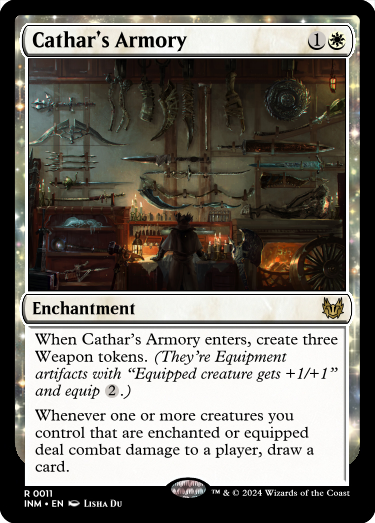 Cathar's Armory 1
Enchantment
When Cathar's Armory enters, create three
Weapon tokens. (They're Equipment
artifacts with “Equipped creature gets +1/+1”
and equip 2.)
Whenever one or more creatures you
control that are enchanted or equipped
deal combat damage to a player, draw a
card.
R 0011
INM • EN Lisha Du
™ & © 2024 Wizards of the Coast